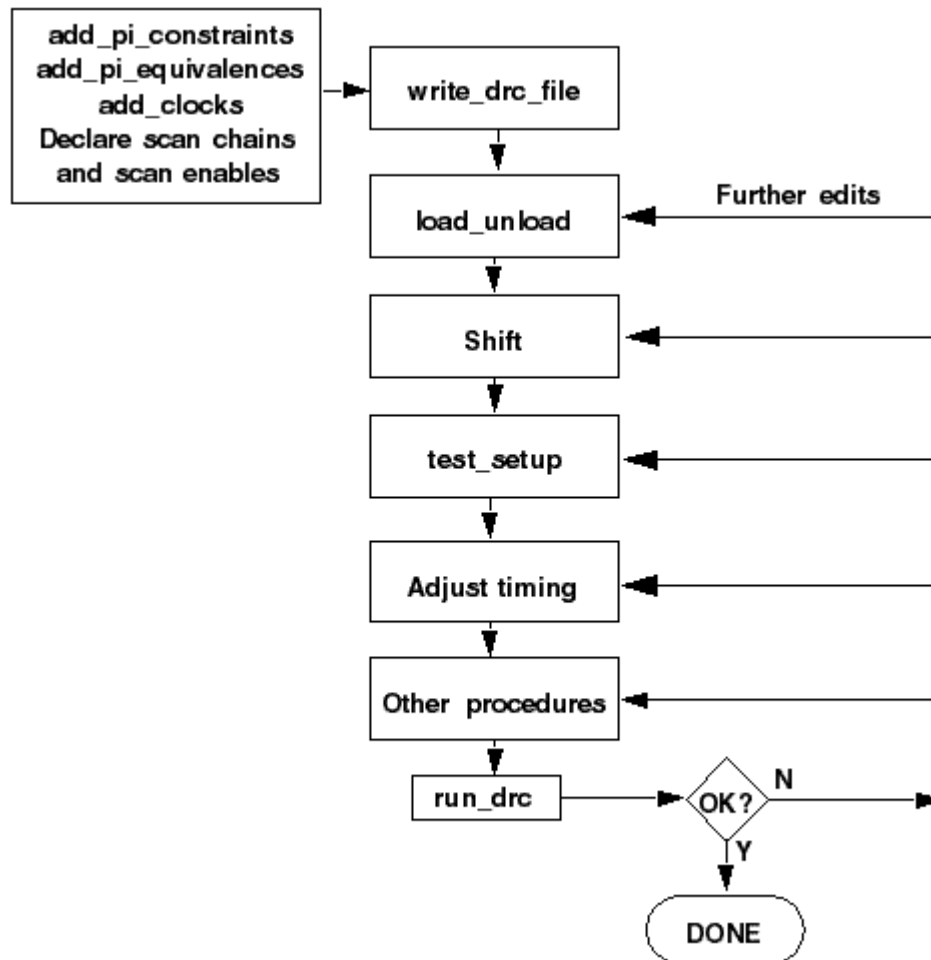 add_pi_constraints
add_pi_equivalences
add_clocks
Declare scan chains
and scan enables
write_drc_file
load_unload
Further edits
Shift
test_setup
Adjust timing
Other procedures
run_drc
OK?
N
Y
DONE